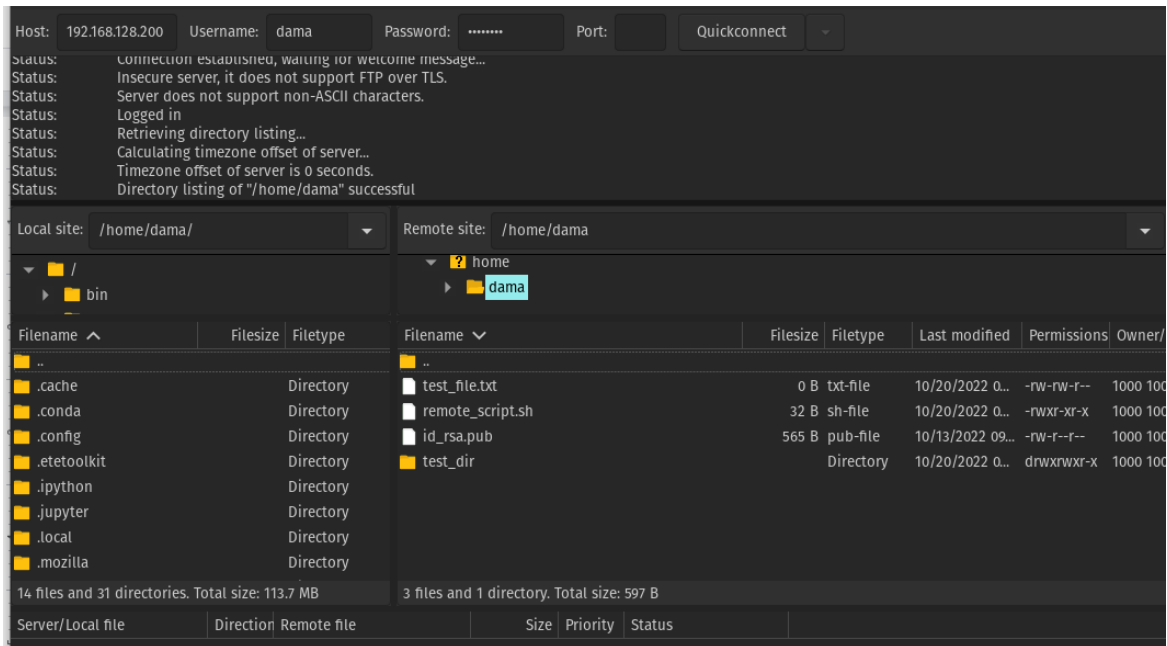 Host: 192.168.128.200 Username: dama Password: •••••••• Port: Quickconnect
Status: Connection established, waiting for welcome message...
Status: Insecure server, it does not support FTP over TLS.
Status: Server does not support non-ASCII characters.
Status: Logged in
Status: Retrieving directory listing...
Status: Calculating timezone offset of server...
Status: Timezone offset of server is 0 seconds.
Status: Directory listing of "/home/dama" successful
Local site: /home/dama/
/
bin
Remote site: /home/dama
? home
dama
Filename Filesize Filetype
..
.cache Directory
.conda Directory
.config Directory
.etetoolkit Directory
.ipython Directory
.jupyter Directory
.local Directory
.mozilla Directory
14 files and 31 directories. Total size: 113.7 MB
Filename Filesize Filetype Last modified Permissions Owner/
..
test_file.txt 0 B txt-file 10/20/2022 0... -rw-rw-r-- 1000 100
remote_script.sh 32 B sh-file 10/20/2022 0... -rwxr-xr-x 1000 100
id_rsa.pub 565 B pub-file 10/13/2022 09... -rw-r--r-- 1000 100
test_dir Directory 10/20/2022 0... drwxrwxr-x 1000 100
3 files and 1 directory. Total size: 597 B
Server/Local file Direction Remote file Size Priority Status